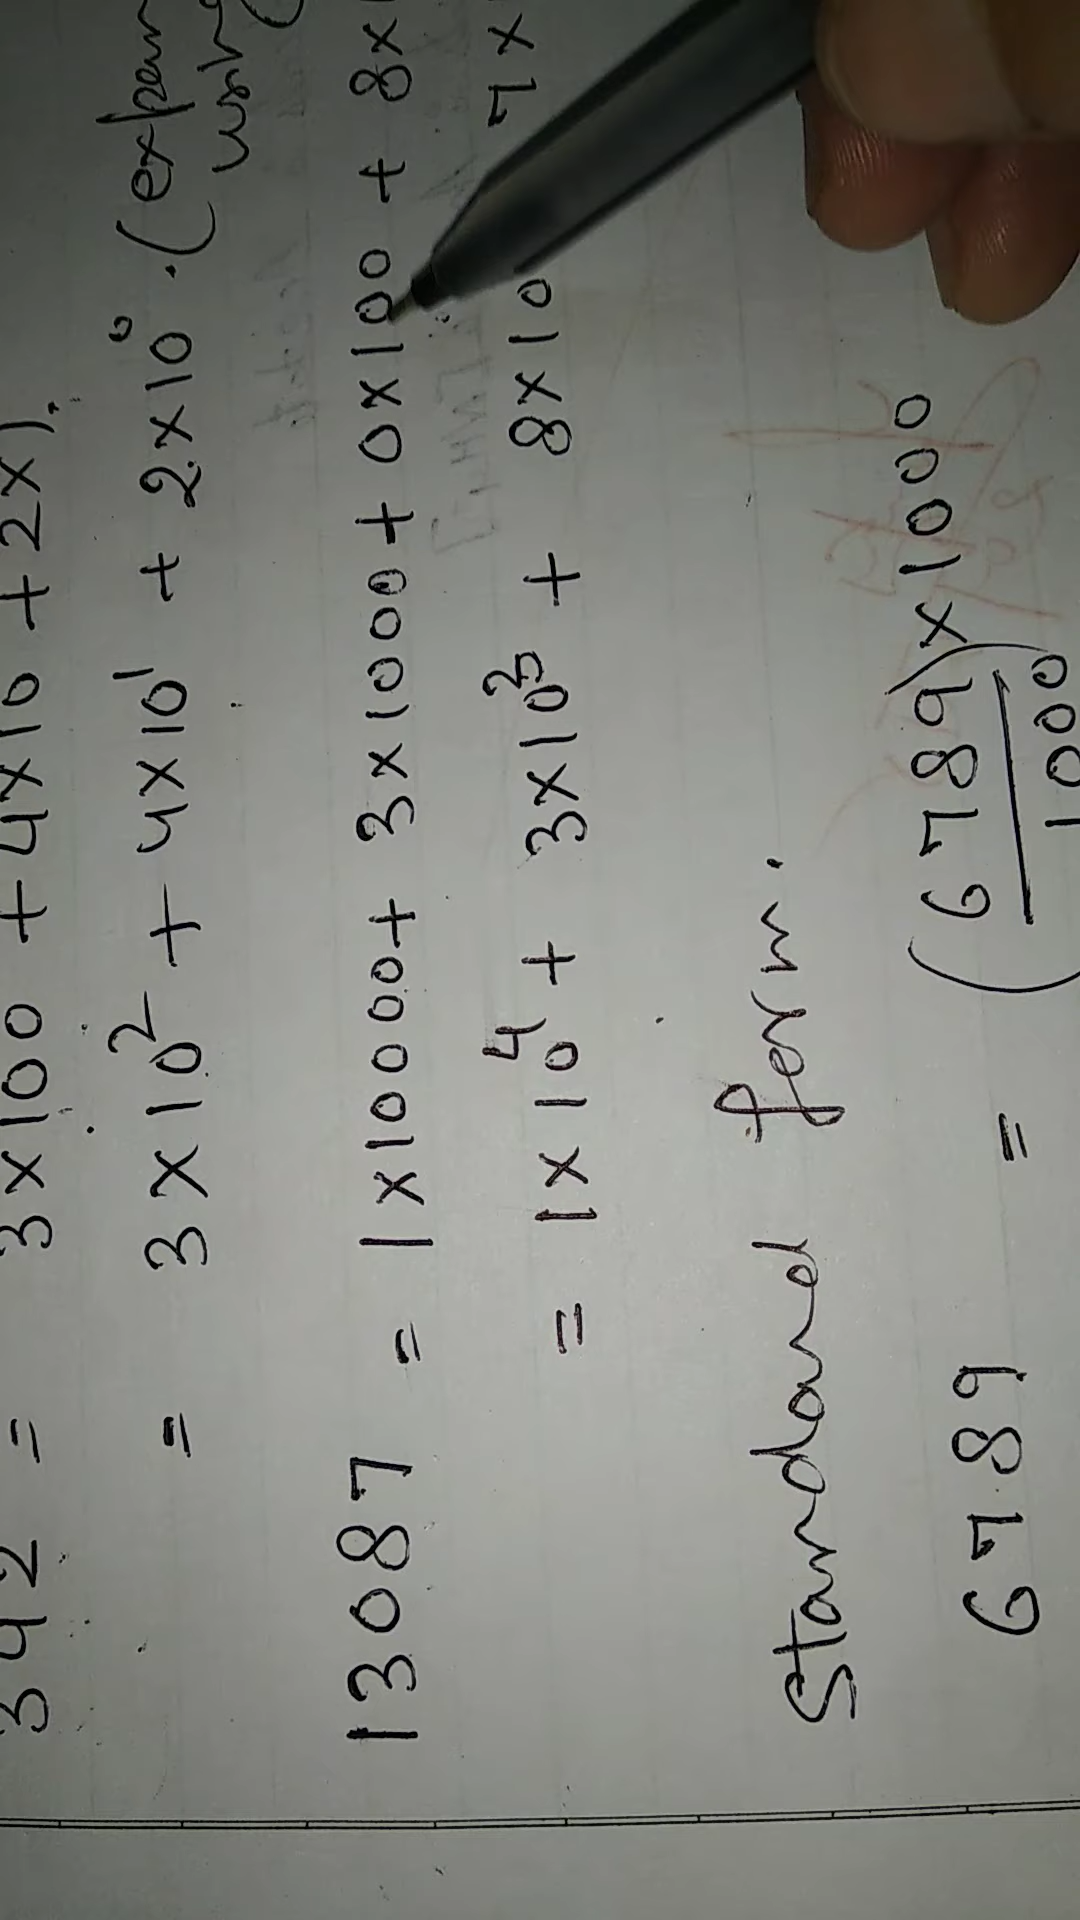 342 = 3×100 + 4×10 + 2×1.
= 3×10² + 4×10¹ + 2×10⁰. (expan
13087 = 1×10000+ 3×1000+ 0×100 + 8×
= 1×10⁴ + 3×10³ + 8×10 7×
Standard form.
6789 = (6789/1000) ×1000